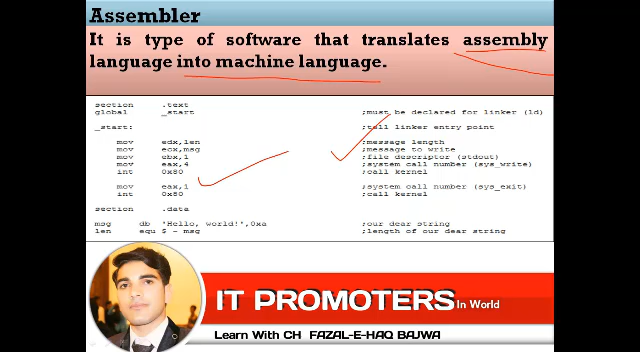 Assembler
It is type of software that translates assembly
language into machine language.
section .text
global _start ;must be declared for linker (ld)
_start: ;tell linker entry point
mov edx,len ;message length
mov ecx,msg ;message to write
mov ebx,1 ;file descriptor (stdout)
mov eax,4 ;system call number (sys_write)
int 0x80 ;call kernel
mov eax,1 ;system call number (sys_exit)
int 0x80 ;call kernel
section .data
msg db 'Hello, world!',0xa ;our dear string
len equ $ - msg ;length of our dear string
IT PROMOTERS In World
Learn With CH FAZAL-E-HAQ BAJWA